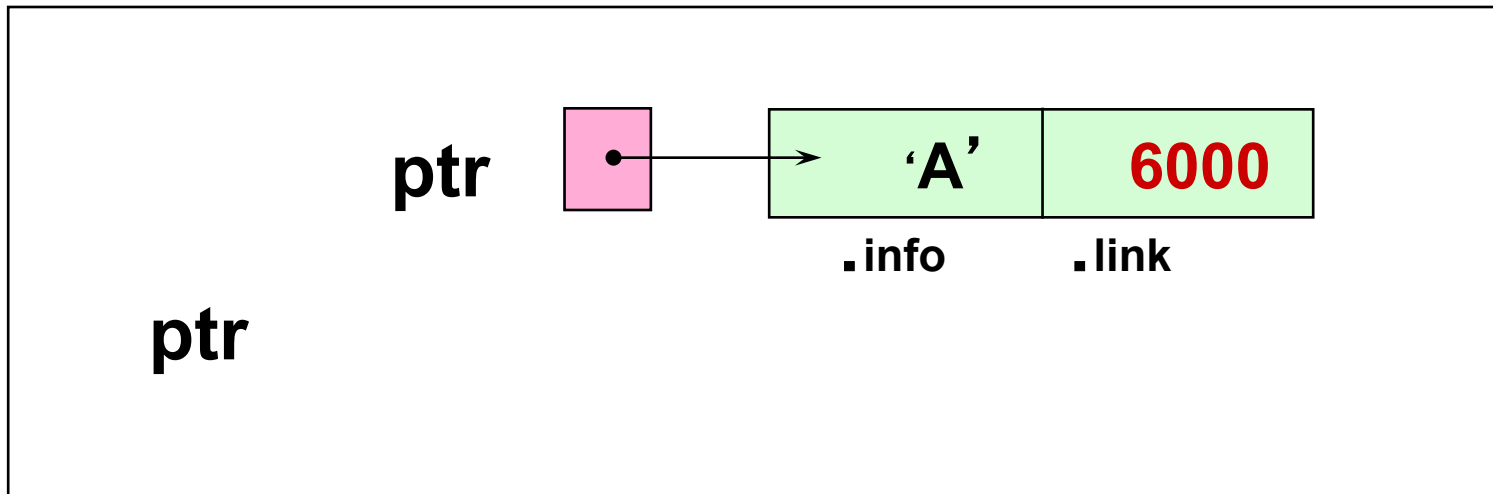 ptr ‘A’ 6000
.info .link
ptr